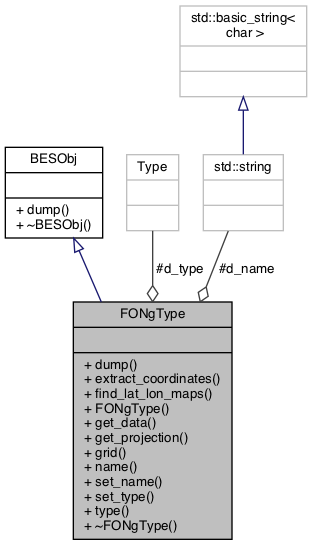 std::basic_string<
char >
BESObj
+ dump()
+ ~BESObj()
Type
std::string
#d_type
#d_name
FONgType
+ dump()
+ extract_coordinates()
+ find_lat_lon_maps()
+ FONgType()
+ get_data()
+ get_projection()
+ grid()
+ name()
+ set_name()
+ set_type()
+ type()
+ ~FONgType()